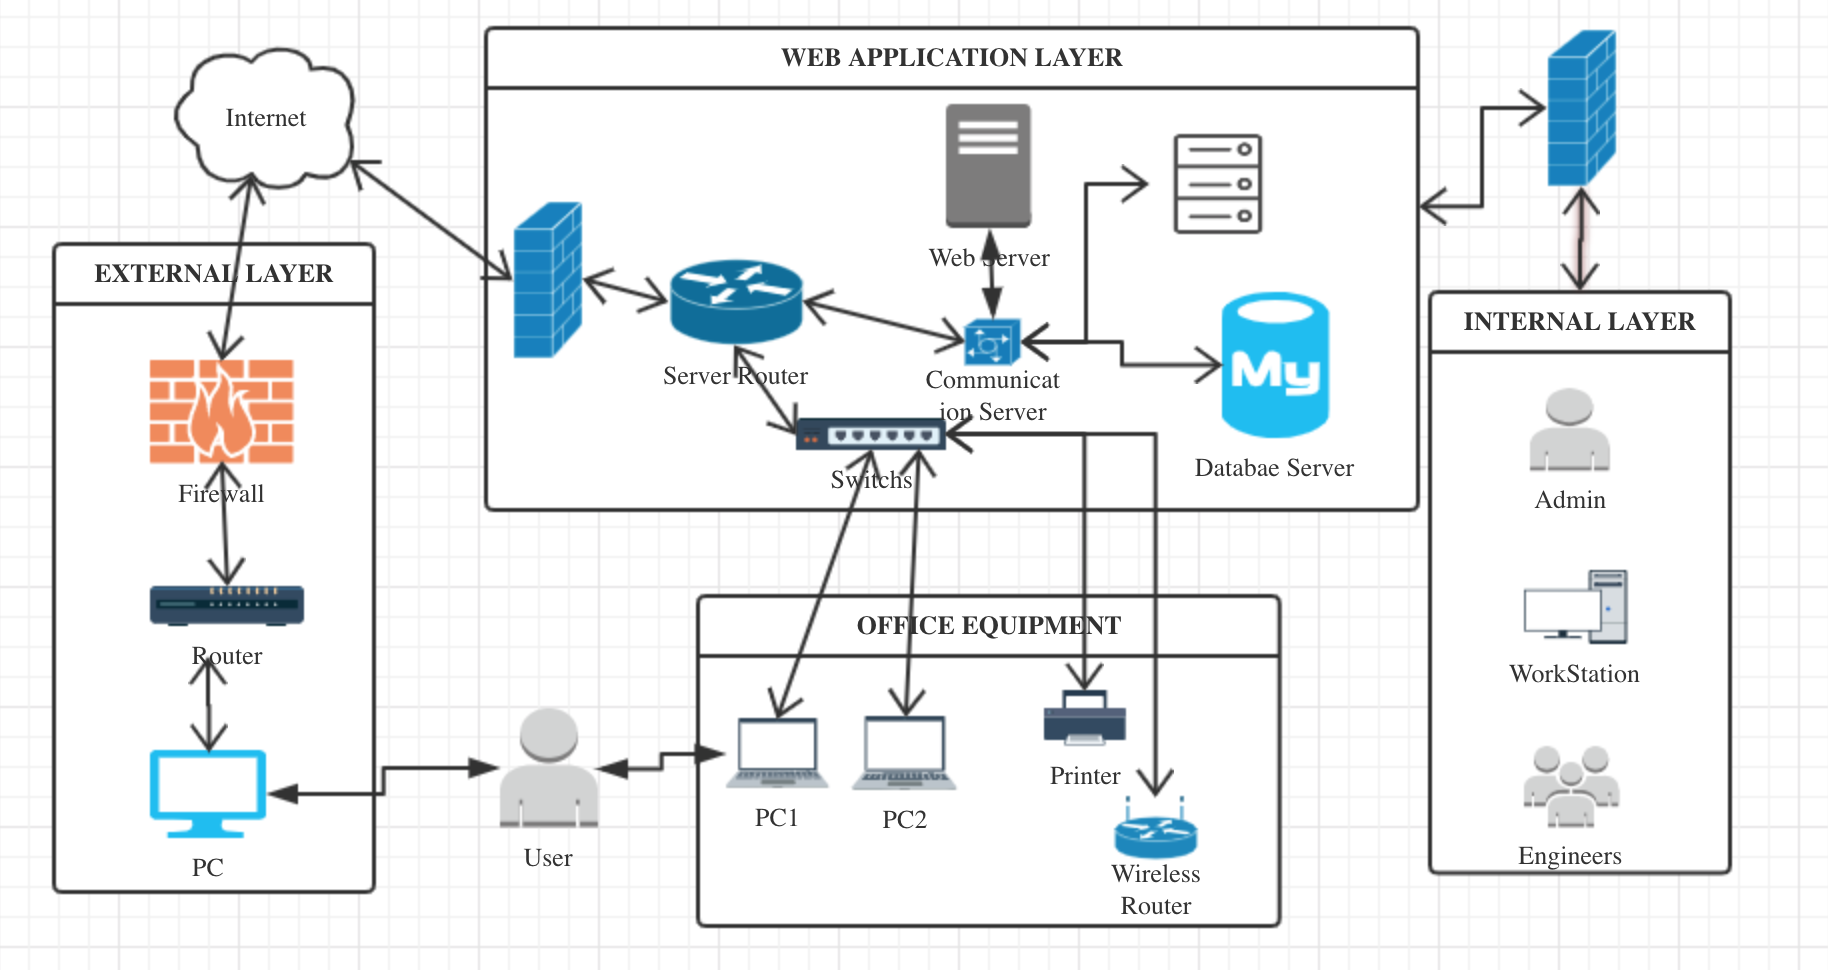 WEB APPLICATION LAYER
Internet
Web Server
EXTERNAL LAYER
INTERNAL LAYER
My
Server Router
Communicat
ion Server
Databae Server
Switchs
Firewall
Admin
OFFICE EQUIPMENT
Router
WorkStation
Printer
PC1
PC2
User
PC
Engineers
Wireless
Router